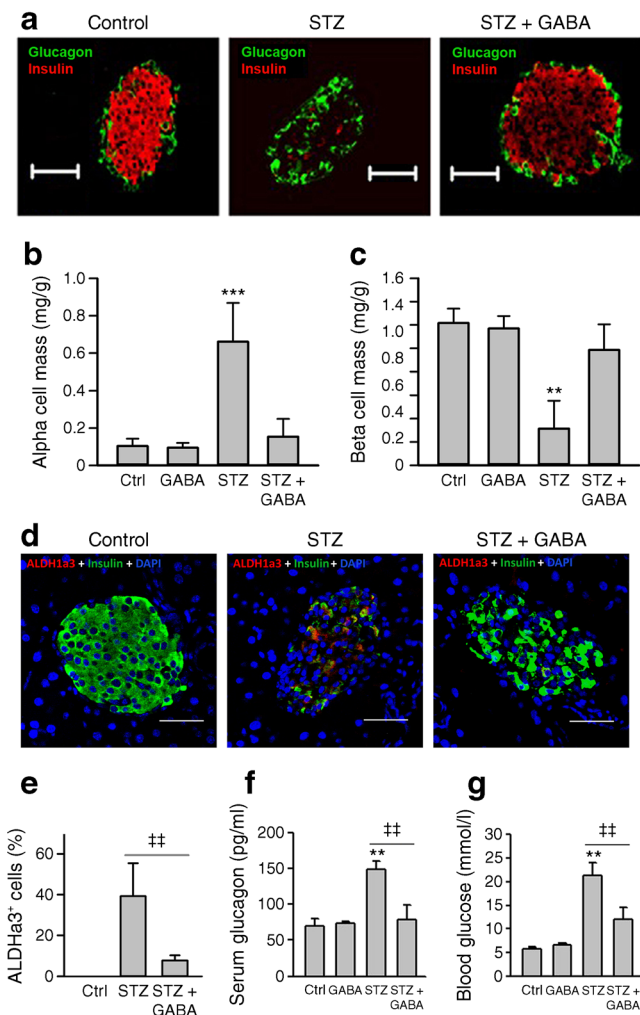 a
Control
STZ
STZ + GABA
Glucagon
Insulin
Glucagon
Insulin
Glucagon
Insulin
b
Alpha cell mass (mg/g)
1.0
0.8
0.6
0.4
0.2
0
***
Ctrl
GABA
STZ
STZ +
GABA
c
Beta cell mass (mg/g)
1.6
1.2
1.0
0.8
0.6
0.4
0.2
0
**
Ctrl
GABA
STZ
STZ +
GABA
d
Control
STZ
STZ + GABA
ALDH1a3 + Insulin + DAPI
ALDH1a3 + Insulin + DAPI
ALDH1a3 + Insulin + DAPI
e
ALDHa3+ cells (%)
60
40
20
0
‡‡
Ctrl
STZ
STZ +
GABA
f
Serum glucagon (pg/ml)
200
150
100
50
0
‡‡
**
Ctrl
GABA
STZ
STZ +
GABA
g
Blood glucose (mmol/l)
30
25
20
15
10
5
0
‡‡
**
Ctrl
GABA
STZ
STZ +
GABA